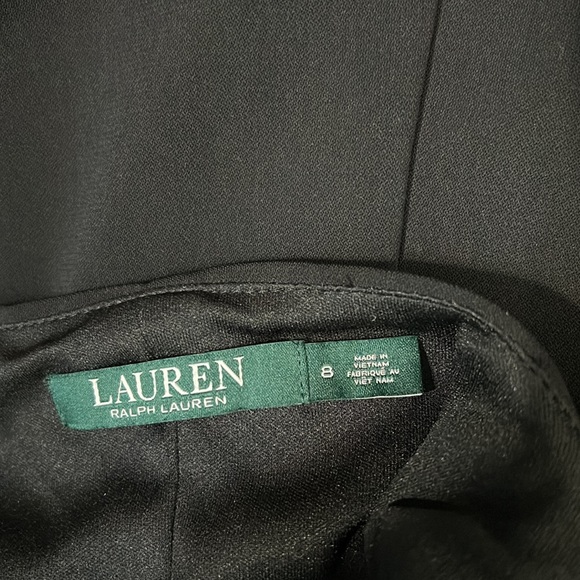 LAUREN
RALPH LAUREN
8
MADE IN
VIETNAM
FABRIQUÉ AU
VIET NAM